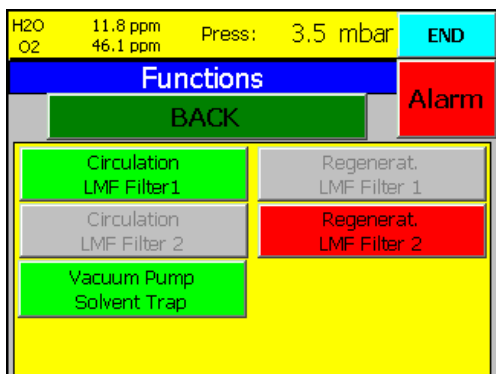 H2O 11.8 ppm Press: 3.5 mbar END
O2 46.1 ppm
Functions
Alarm
BACK
Circulation
LMF Filter1
Regenerat.
LMF Filter 1
Circulation
LMF Filter 2
Regenerat.
LMF Filter 2
Vacuum Pump
Solvent Trap